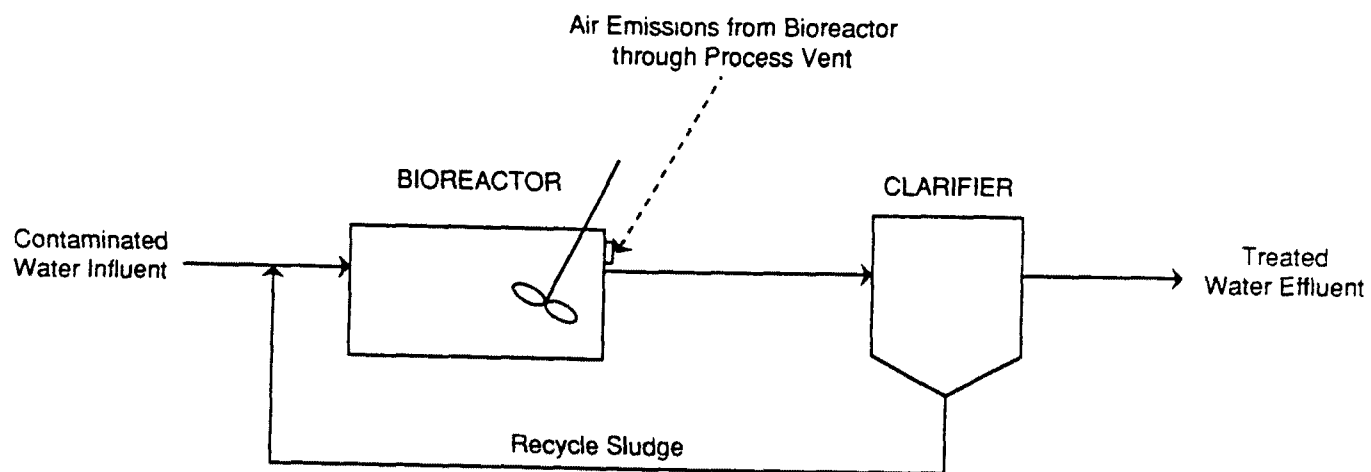 Air Emissions from Bioreactor
through Process Vent
BIOREACTOR
CLARIFIER
Contaminated
Water Influent
Treated
Water Effluent
Recycle Sludge